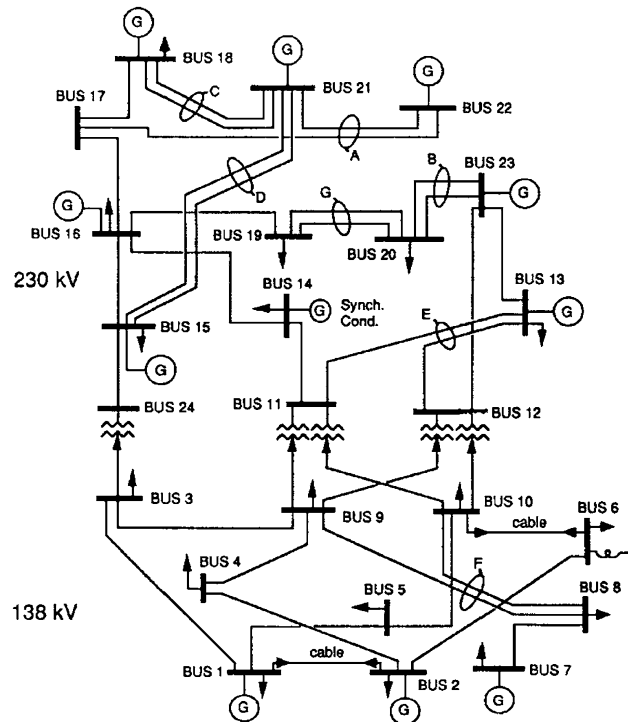 G
G
G
BUS 18
BUS 21
BUS 17
C
BUS 22
A
B
BUS 23
D
G
G
G
BUS 16
BUS 19
BUS 20
BUS 14
BUS 13
230 kV
G
Synch.
Cond.
G
E
BUS 15
G
BUS 24
BUS 11
BUS 12
BUS 3
BUS 9
BUS 10
BUS 6
cable
BUS 4
F
BUS 5
BUS 8
138 kV
cable
BUS 1
BUS 2
BUS 7
G
G
G